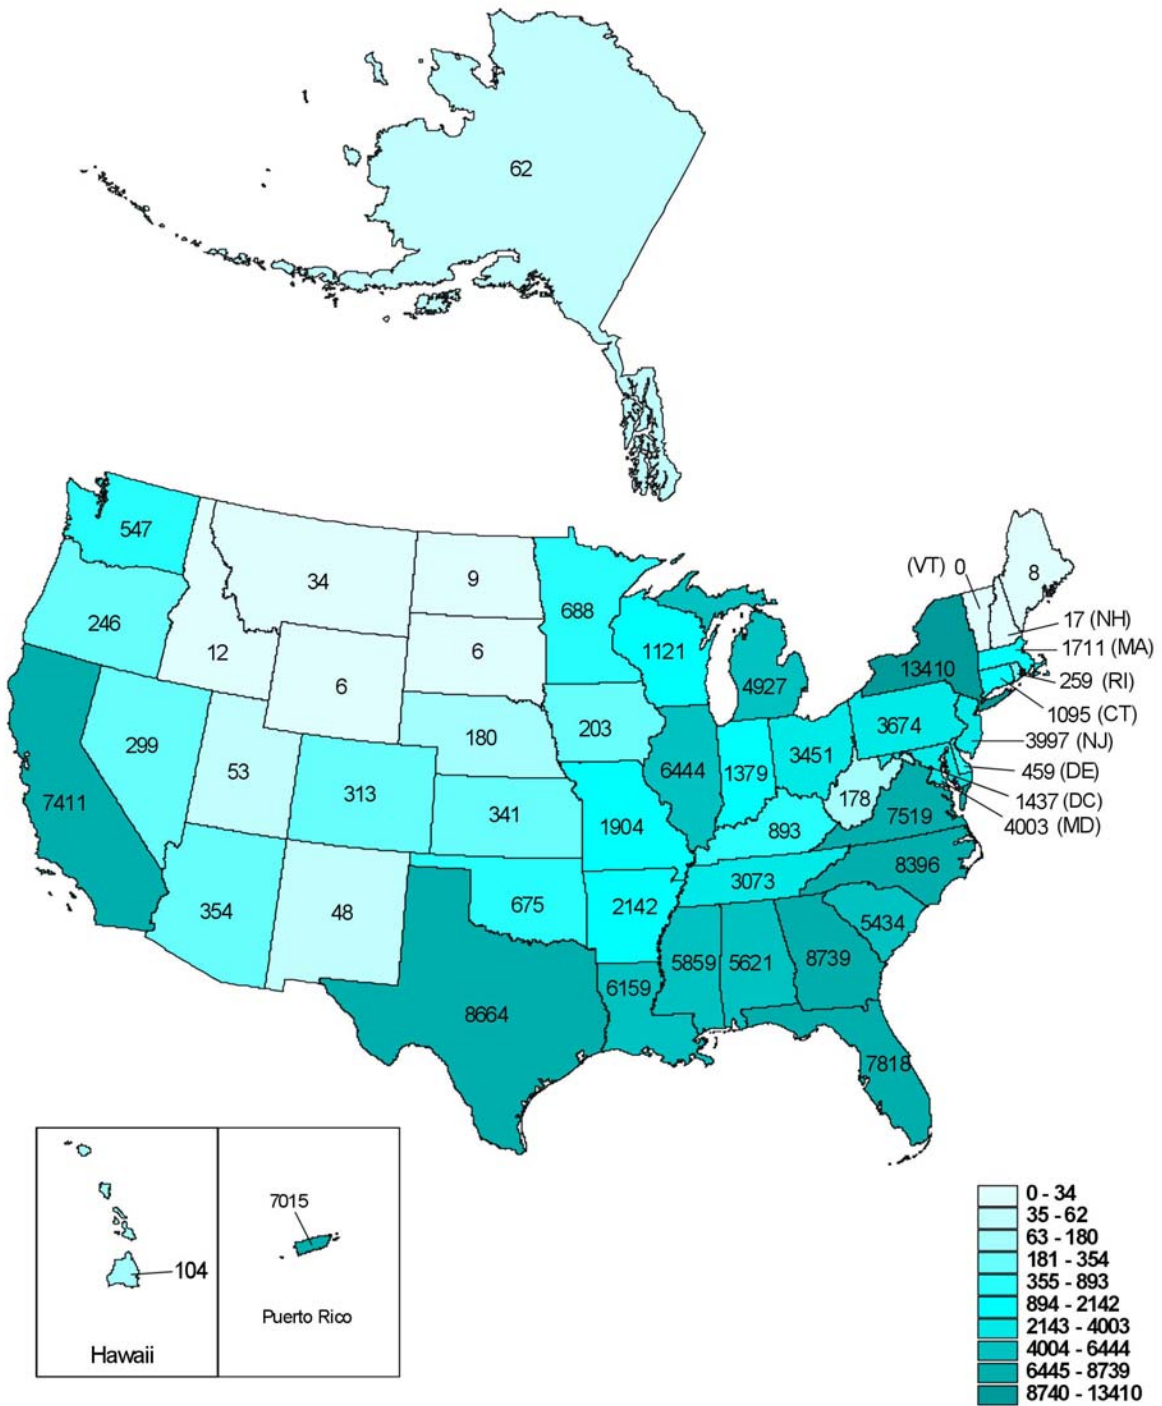 62
547
34
9
(VT) 0
8
688
246
17 (NH)
12
6
1121
1711 (MA)
13410
6
4927
259 (RI)
1095 (CT)
299
180
203
3674
3997 (NJ)
53
6444
1379
3451
459 (DE)
7411
313
341
178
1437 (DC)
1904
893
7519
4003 (MD)
8396
3073
354
48
675
2142
5434
5859
5621
8739
6159
8664
7818
7015
104
Puerto Rico
Hawaii
0 - 34
35 - 62
63 - 180
181 - 354
355 - 893
894 - 2142
2143 - 4003
4004 - 6444
6445 - 8739
8740 - 13410